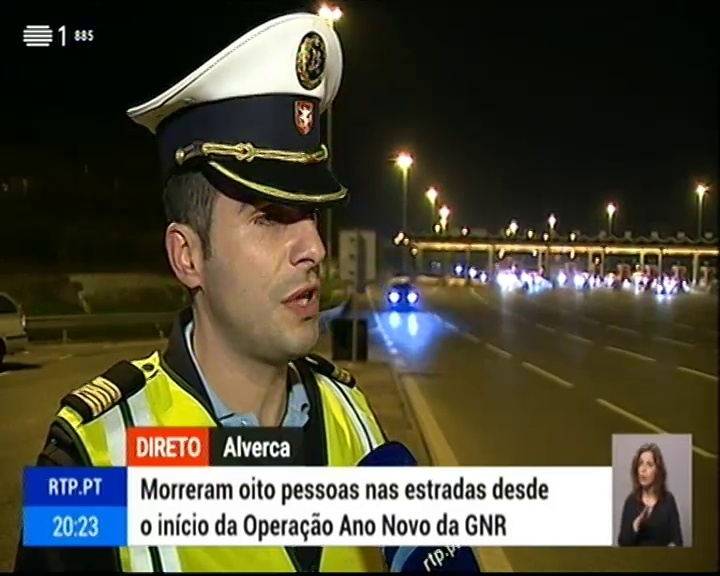 1 885
DIRETO Alverca
RTP.PT
20:23
Morreram oito pessoas nas estradas desde
o início da Operação Ano Novo da GNR
rtp.p